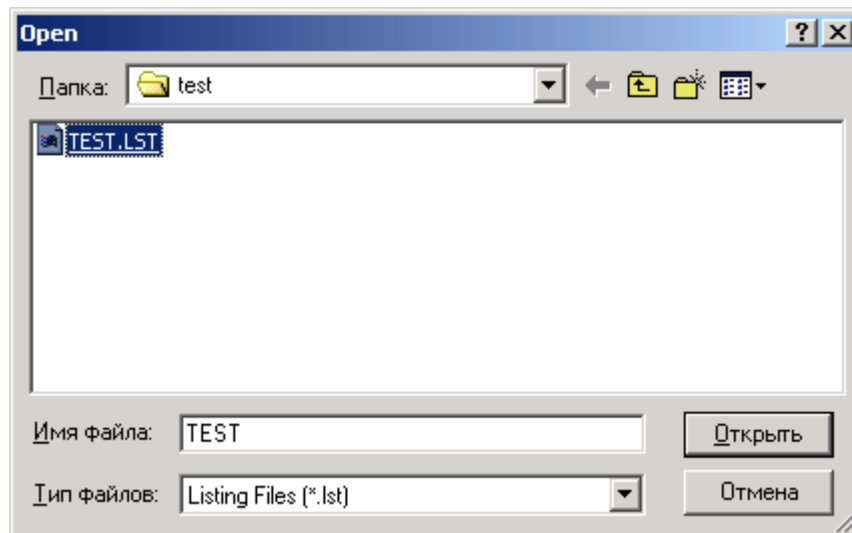 Open
Папка: test
TEST.LST
Имя файла: TEST Открыть
Тип файлов: Listing Files (*.lst) Отмена